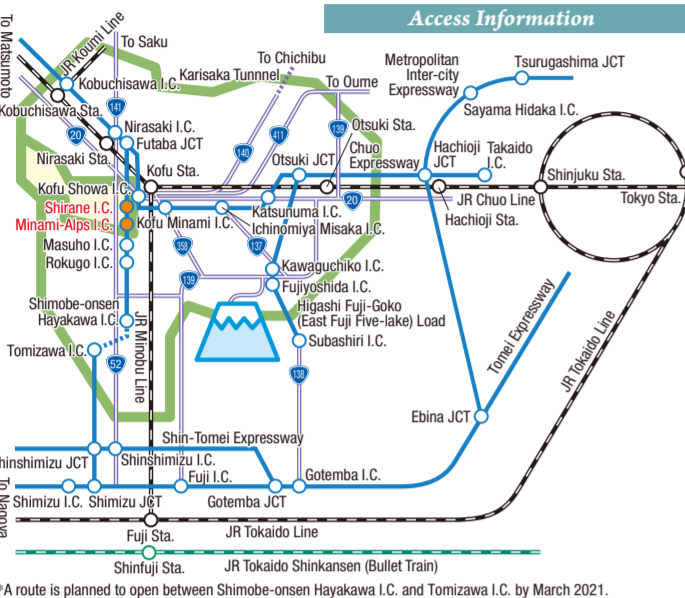 Access Information
To Matsumoto
JR Koumi Line
To Saku
To Chichibu
Karisaka Tunnnel
To Oume
Metropolitan
Inter-city
Expressway
Tsurugashima JCT
Sayama Hidaka I.C.
Kobuchisawa I.C.
Kobuchisawa Sta.
141
20
Nirasaki I.C.
Futaba JCT
Nirasaki Sta.
140
411
139
Otsuki Sta.
Otsuki JCT
Chuo
Expressway
Hachioji
JCT
Takaido
I.C.
Kofu Sta.
Shinjuku Sta.
Tokyo Sta.
Kofu Showa I.C.
Shirane I.C.
Minami-Alps I.C.
Kofu Minami I.C.
Katsunuma I.C.
Ichinomiya Misaka I.C.
20
JR Chuo Line
Hachioji Sta.
Masuho I.C.
Rokugo I.C.
358
137
139
Kawaguchiko I.C.
Fujiyoshida I.C.
Higashi Fuji-Goko
(East Fuji Five-lake) Load
Shimobe-onsen
Hayakawa I.C.
Subashiri I.C.
Tomizawa I.C.
52
JR Minobu Line
138
Tomei Expressway
JR Tokaido Line
Ebina JCT
Shin-Tomei Expressway
hinshimizu JCT
Shinshimizu I.C.
Fuji I.C.
Gotemba I.C.
To Nagoya
Shimizu I.C.
Shimizu JCT
Gotemba JCT
Fuji Sta.
JR Tokaido Line
Shinfuji Sta.
JR Tokaido Shinkansen (Bullet Train)
*A route is planned to open between Shimobe-onsen Hayakawa I.C. and Tomizawa I.C. by March 2021.